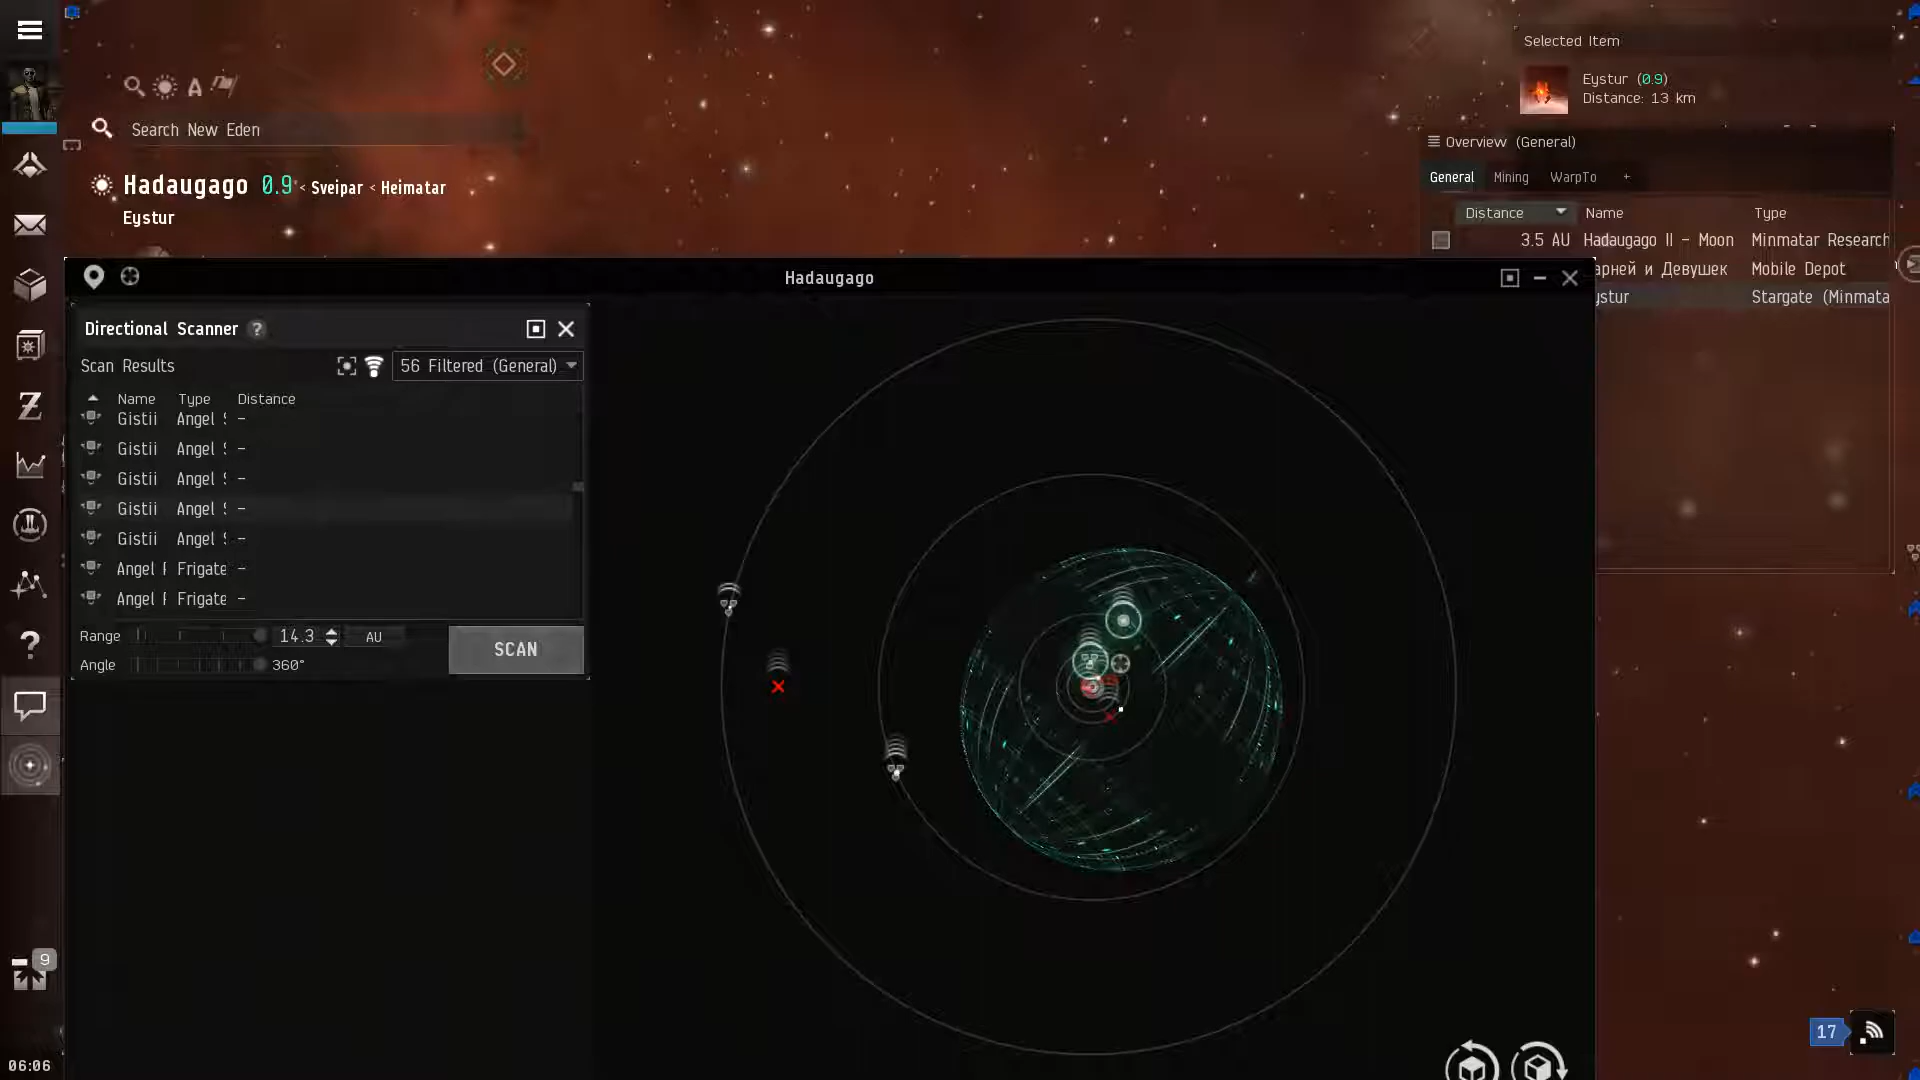 Selected Item
Eystur (0.9)
Distance: 13 km
A
Search New Eden
Hadaugago 0.9 < Sveipar < Heimatar
Eystur
Overview (General)
General Mining WarpTo +
Distance Name Type
3.5 AU Hadaugago II - Moon Minmatar Research
арней и Девушек Mobile Depot
ystur Stargate (Minmata
Hadaugago
Directional Scanner ?
Scan Results 56 Filtered (General)
Name Type Distance
Gistii Angel -
Gistii Angel -
Gistii Angel -
Gistii Angel -
Gistii Angel -
Angel Frigate -
Angel Frigate -
Range 14.3 AU
SCAN
Angle 360°
9
17
06:06